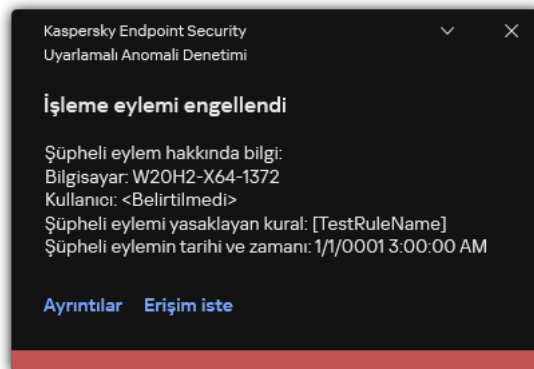 Kaspersky Endpoint Security
Uyarlamalı Anomali Denetimi
İşleme eylemi engellendi
Şüpheli eylem hakkında bilgi:
Bilgisayar: W20H2-X64-1372
Kullanıcı: <Belirtilmedi>
Şüpheli eylemi yasaklayan kural: [TestRuleName]
Şüpheli eylemin tarihi ve zamanı: 1/1/0001 3:00:00 AM
Ayrıntılar Erişim iste